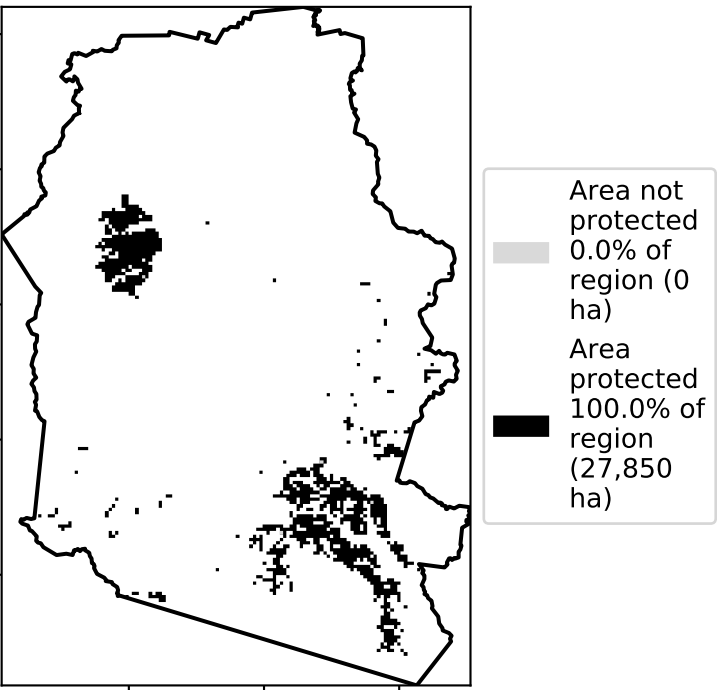 Area not
protected
0.0% of
region (0
ha)
Area
protected
100.0% of
region
(27,850
ha)